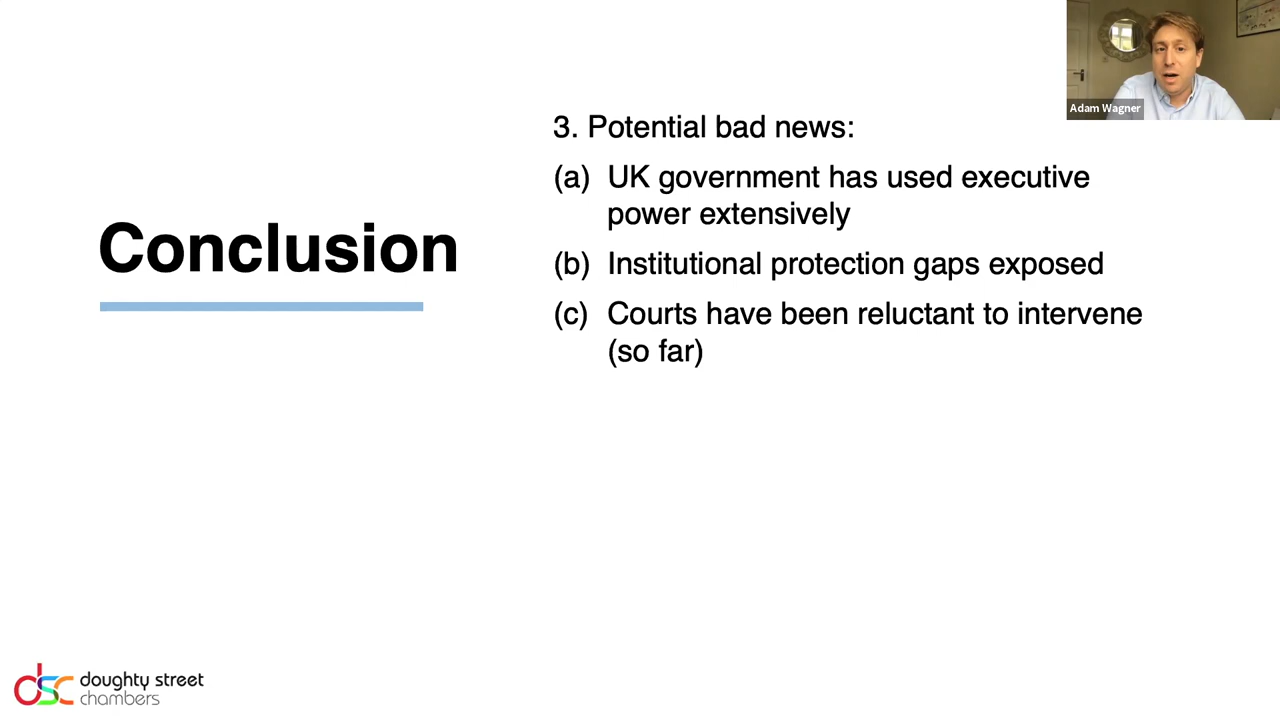 Adam Wagner
Conclusion
3. Potential bad news:
(a) UK government has used executive
power extensively
(b) Institutional protection gaps exposed
(c) Courts have been reluctant to intervene
(so far)
dsc doughty street
chambers